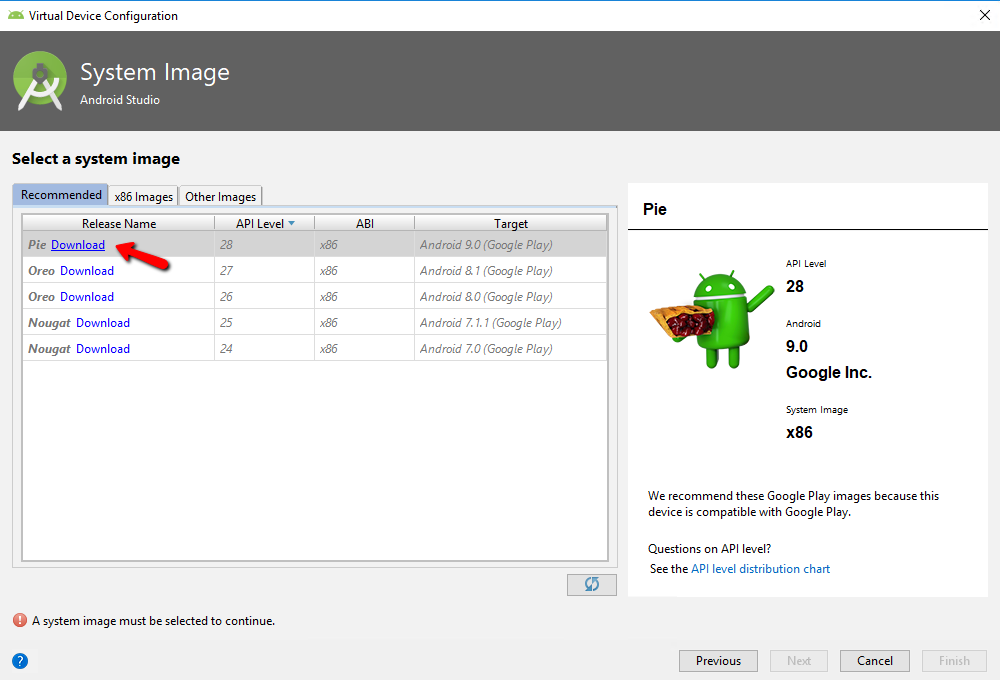 Virtual Device Configuration
System Image
Android Studio
Select a system image
Recommended x86 Images Other Images
Release Name API Level ABI Target
Pie Download 28 x86 Android 9.0 (Google Play)
Oreo Download 27 x86 Android 8.1 (Google Play)
Oreo Download 26 x86 Android 8.0 (Google Play)
Nougat Download 25 x86 Android 7.1.1 (Google Play)
Nougat Download 24 x86 Android 7.0 (Google Play)
Pie
API Level
28
Android
9.0
Google Inc.
System Image
x86
We recommend these Google Play images because this
device is compatible with Google Play.
Questions on API level?
See the API level distribution chart
A system image must be selected to continue.
? Previous Next Cancel Finish